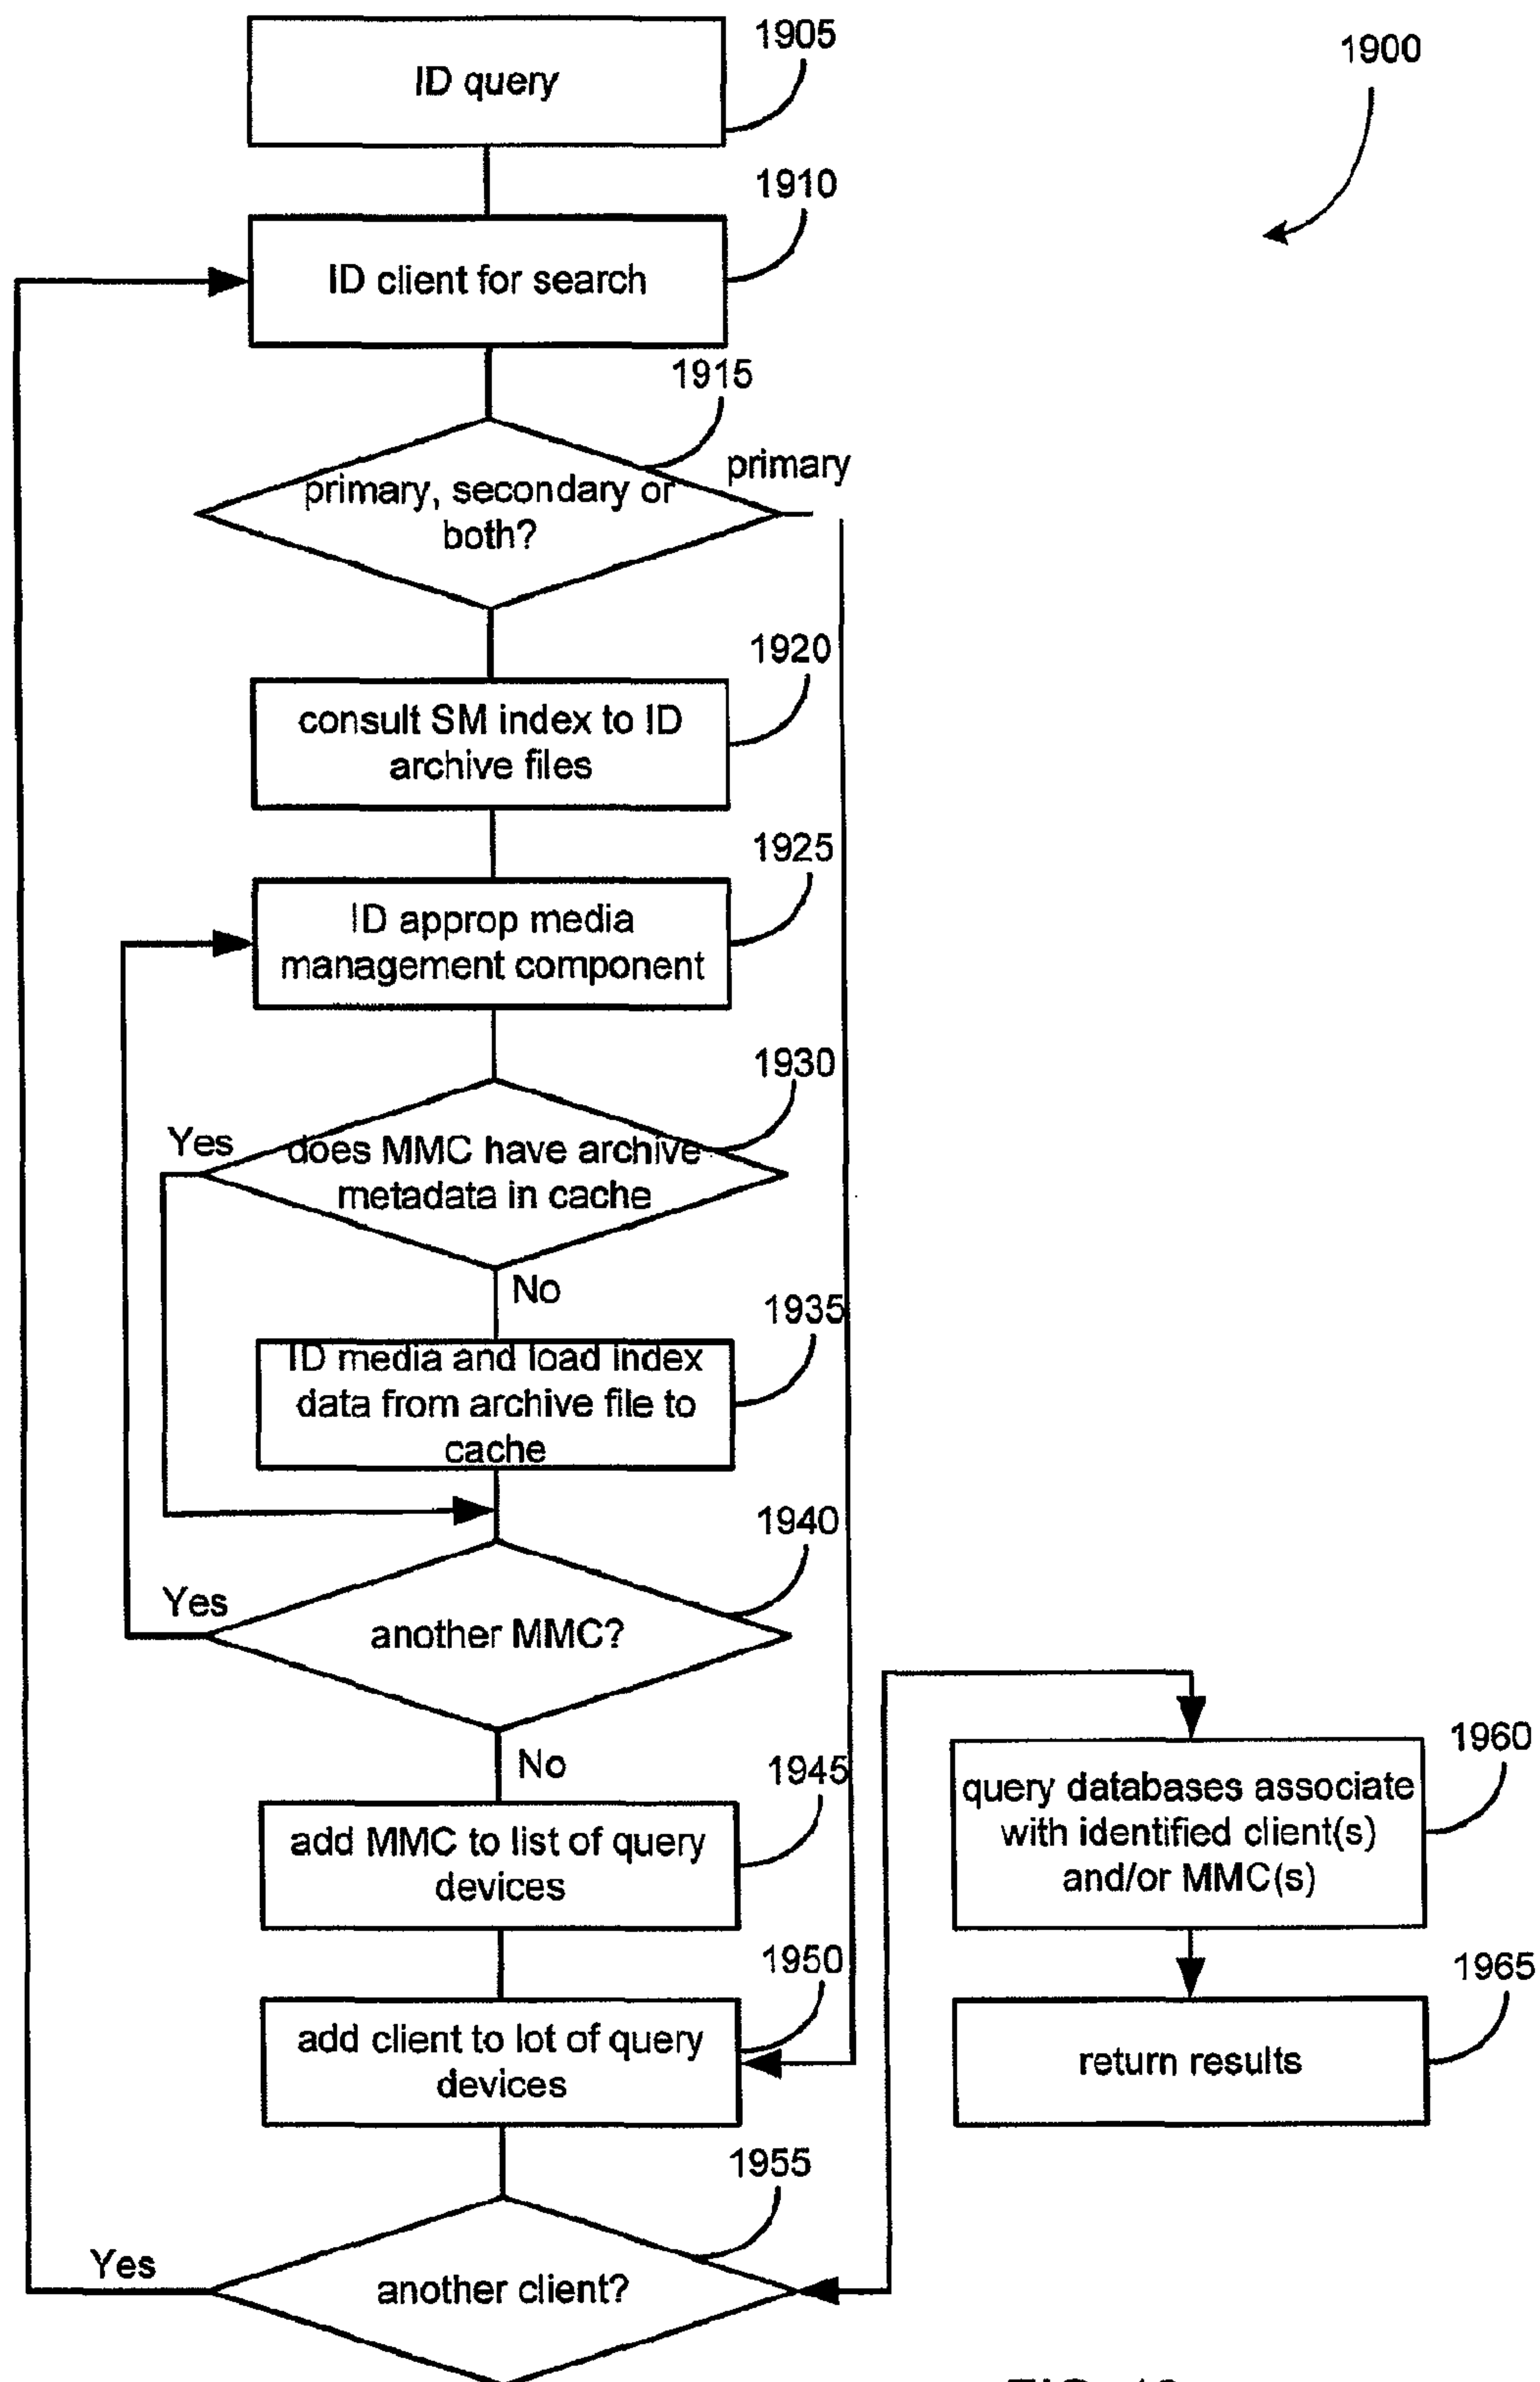 1905
ID query
1900
1910
ID client for search
1915
primary
primary, secondary or
both?
1920
consult SM index to ID
archive files
1925
ID approp media
management component
1930
Yes
does MMC have archive
metadata in cache
No
1935
ID media and load index
data from archive file to
cache
1940
Yes
another MMC?
No
1945
add MMC to list of query
devices
1950
add client to lot of query
devices
1955
Yes
another client?
1960
query databases associate
with identified client(s)
and/or MMC(s)
1965
return results